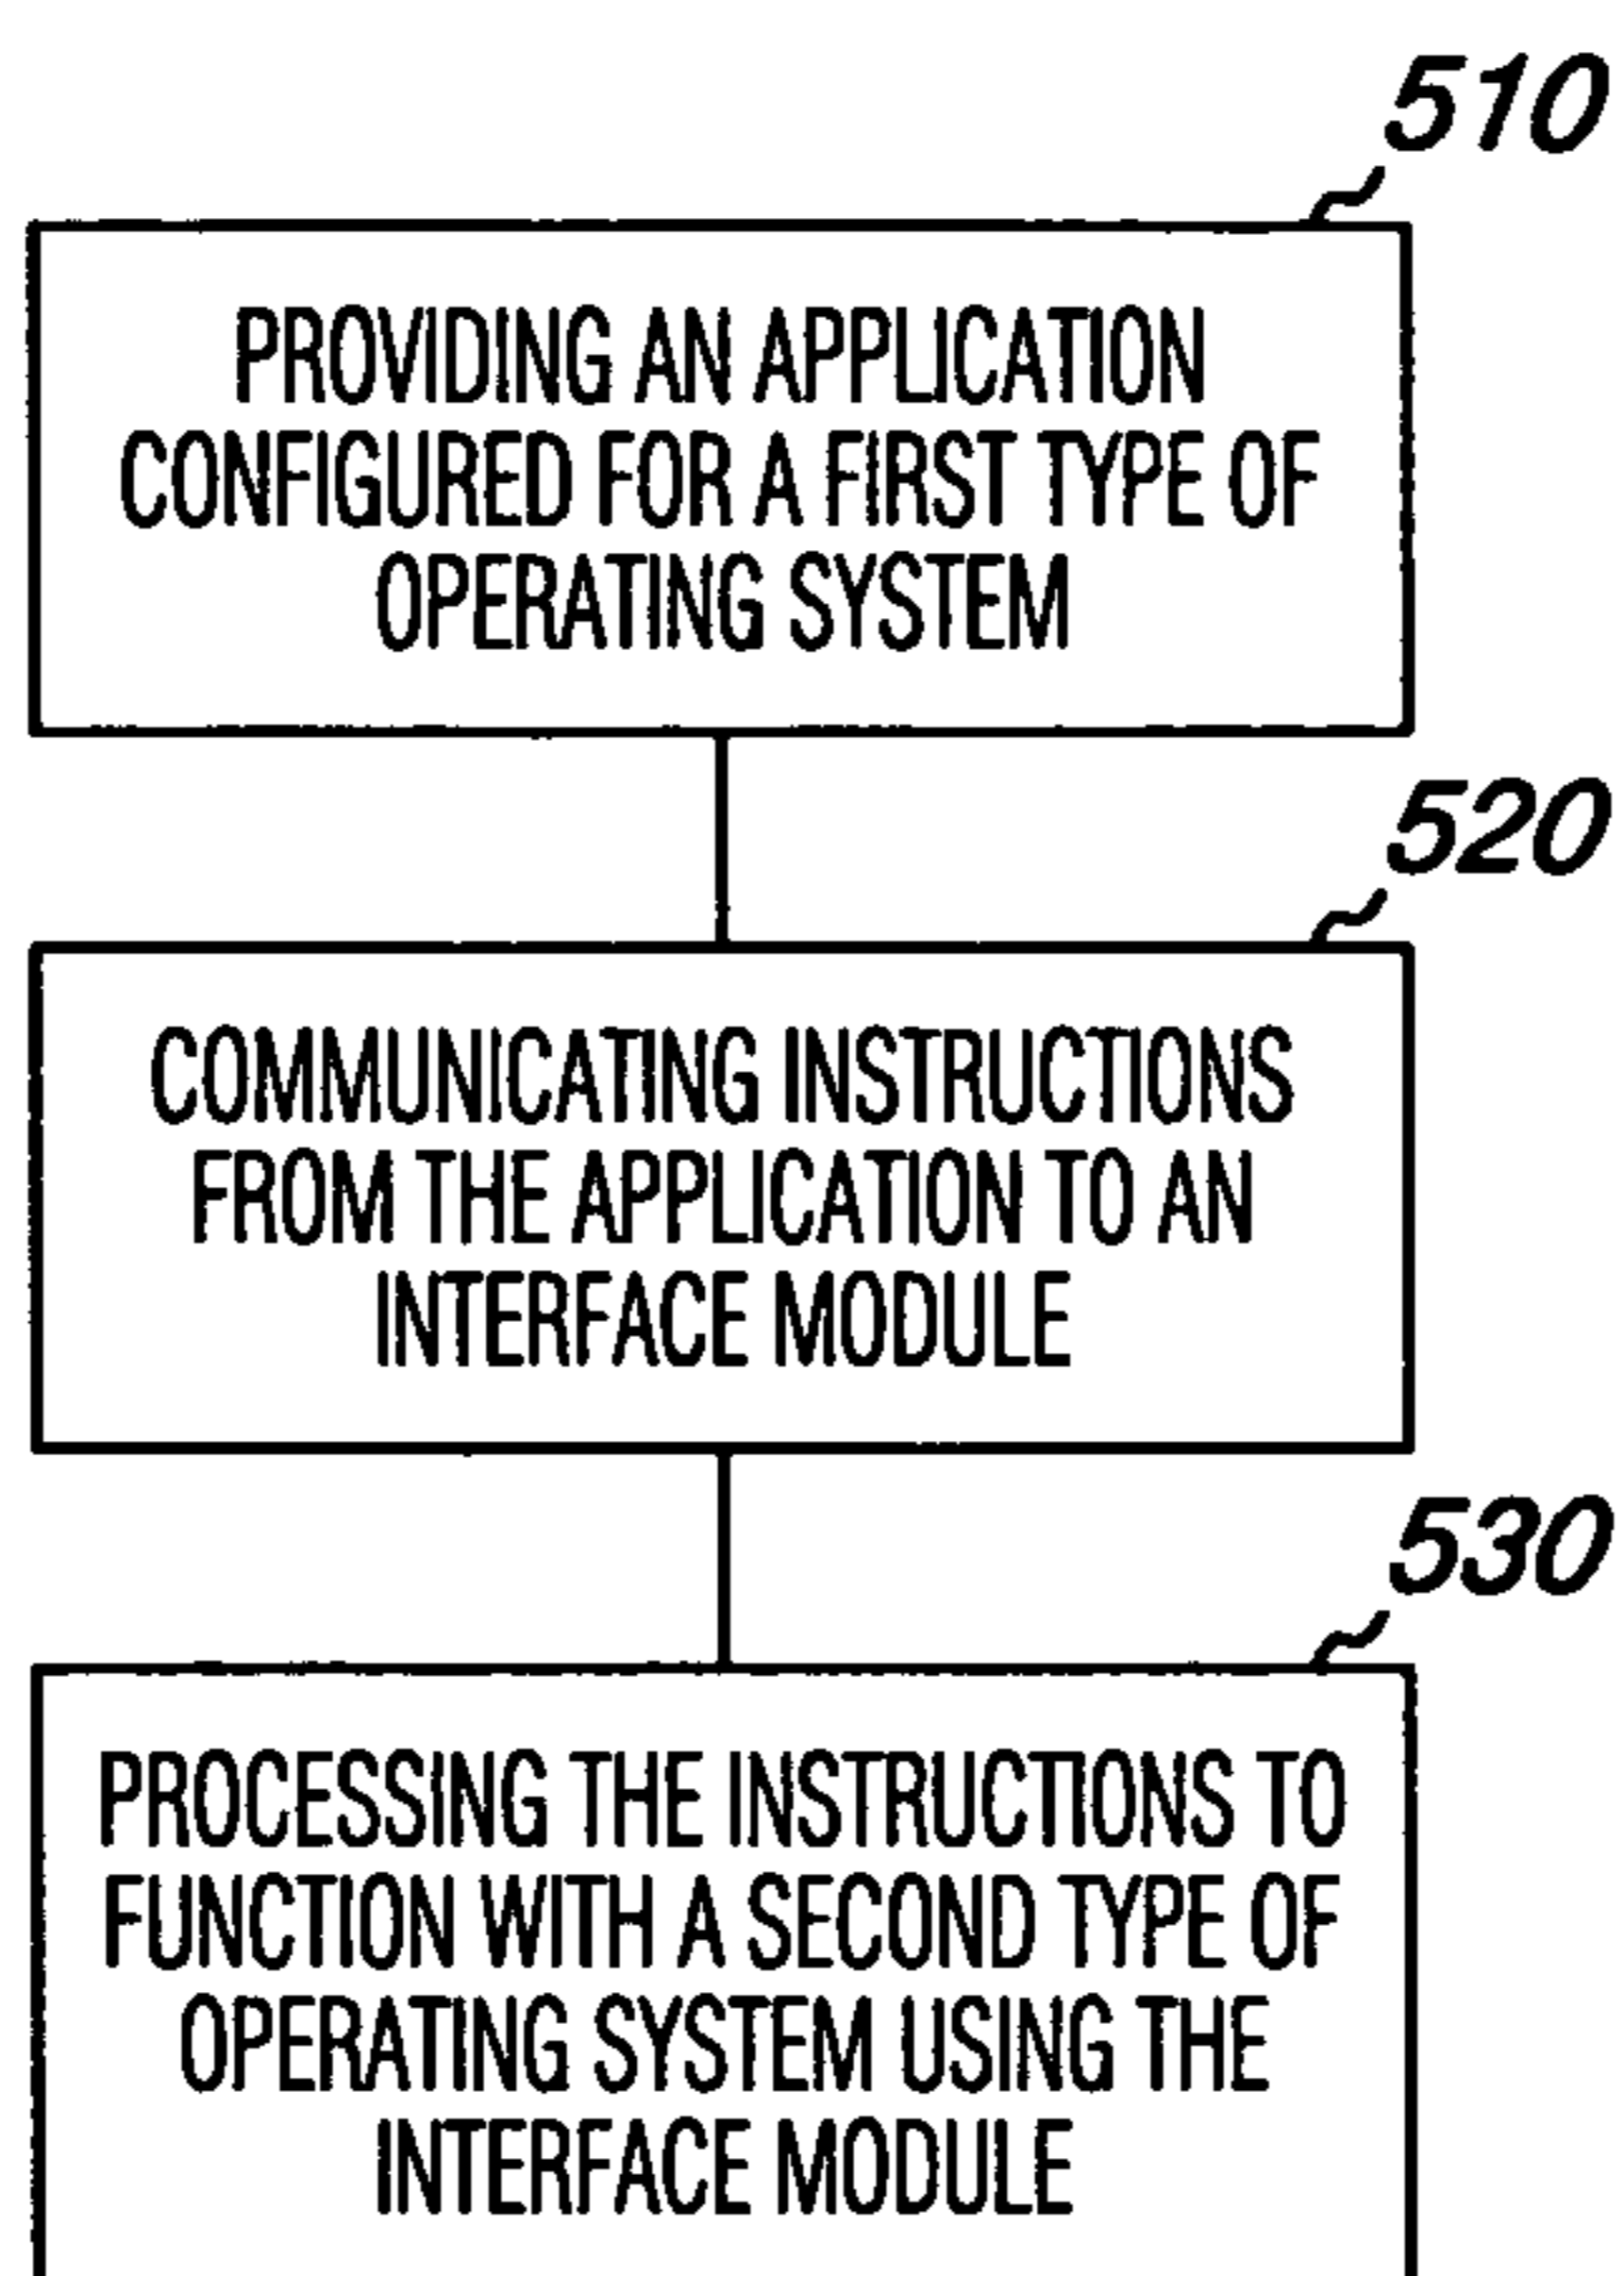 510
PROVIDING AN APPLICATION
CONFIGURED FOR A FIRST TYPE OF
OPERATING SYSTEM
520
COMMUNICATING INSTRUCTIONS
FROM THE APPLICATION TO AN
INTERFACE MODULE
530
PROCESSING THE INSTRUCTIONS TO
FUNCTION WITH A SECOND TYPE OF
OPERATING SYSTEM USING THE
INTERFACE MODULE